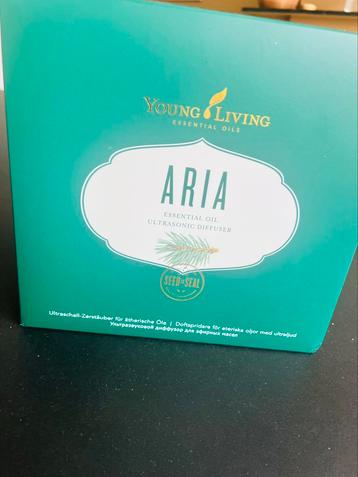 YOUNG LIVING
ESSENTIAL OILS
ARIA
ESSENTIAL OIL
ULTRASONIC DIFFUSER
SEED TO SEAL
Ultraschall-Zerstäuber für ätherische Öle | Doftspridare för eteriska oljor med ultraljud
Ультразвуковой диффузор для эфирных масел